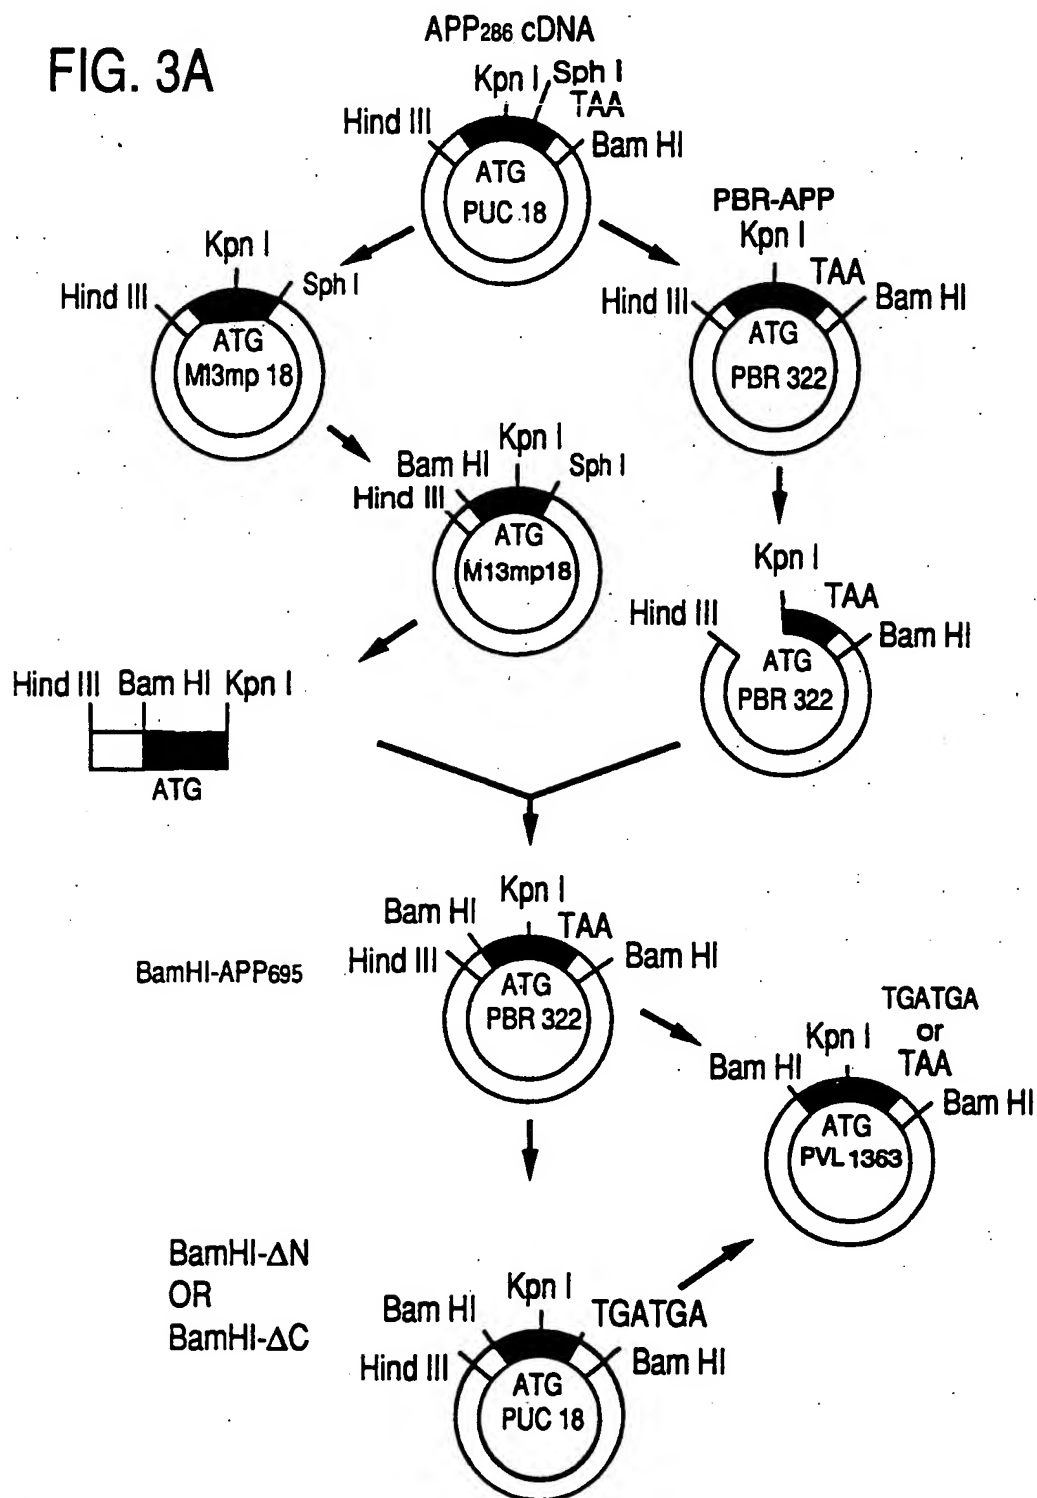 FIG. 3A
APP286 cDNA
Kpn I
Sph I
TAA
Hind III
Bam HI
ATG
PUC 18
PBR-APP
Kpn I
TAA
Hind III
Bam HI
ATG
PBR 322
Kpn I
Hind III
Sph I
ATG
M13mp 18
Kpn I
Bam HI
Sph I
Hind III
ATG
M13mp18
Kpn I
TAA
Hind III
Bam HI
ATG
PBR 322
Hind III Bam HI Kpn I
ATG
Kpn I
Bam HI
TAA
Hind III
Bam HI
ATG
PBR 322
BamHI-APP695
TGATGA
or
TAA
Kpn I
Bam HI
Bam HI
ATG
PVL 1363
BamHI-ΔN
OR
BamHI-ΔC
Kpn I
Bam HI
TGATGA
Hind III
Bam HI
ATG
PUC 18